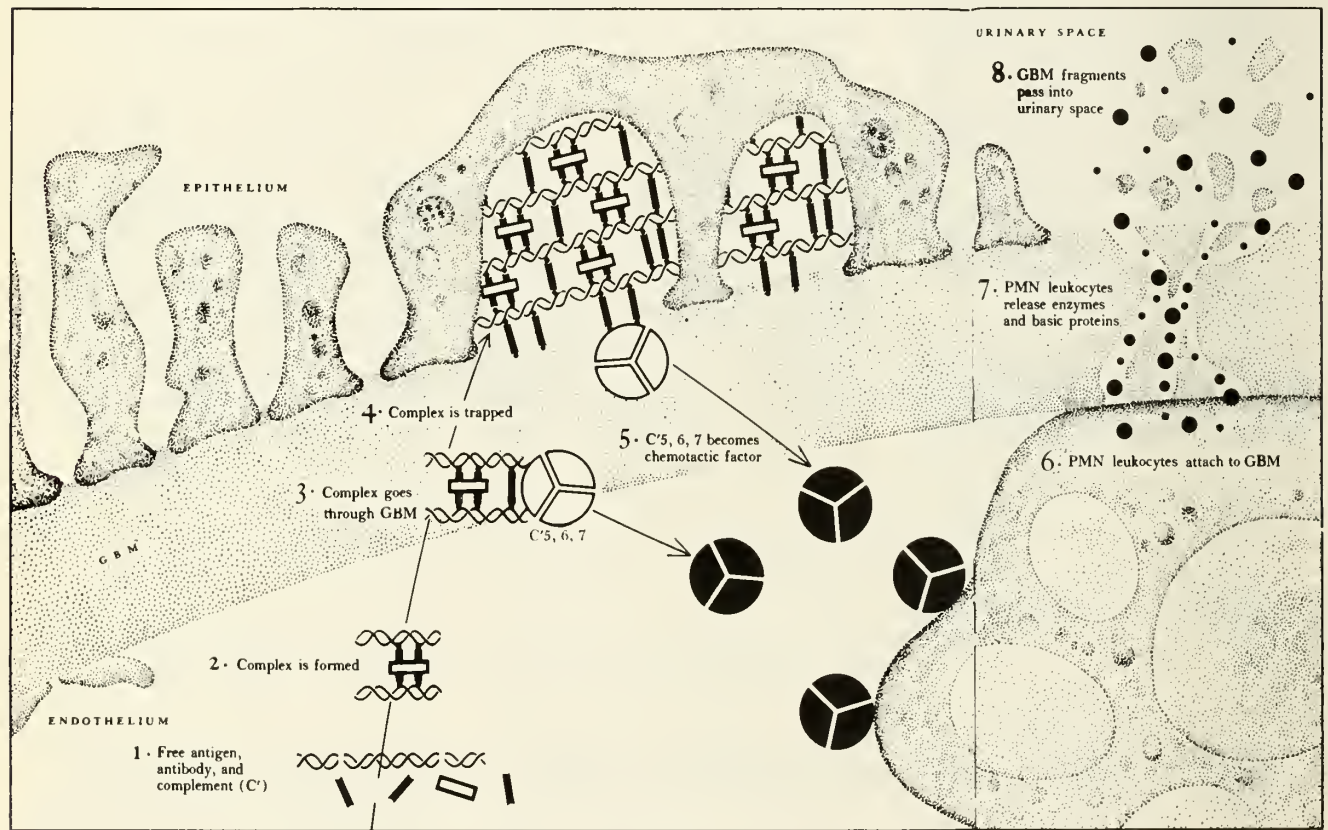 URINARY SPACE
8. GBM fragments
pass into
urinary space
EPITHELIUM
7. PMN leukocytes
release enzymes
and basic proteins
4. Complex is trapped
5. C'5, 6, 7 becomes
chemotactic factor
6. PMN leukocytes attach to GBM
3. Complex goes
through GBM
C'5, 6, 7
GBM
2. Complex is formed
ENDOTHELIUM
1. Free antigen,
antibody, and
complement (C')